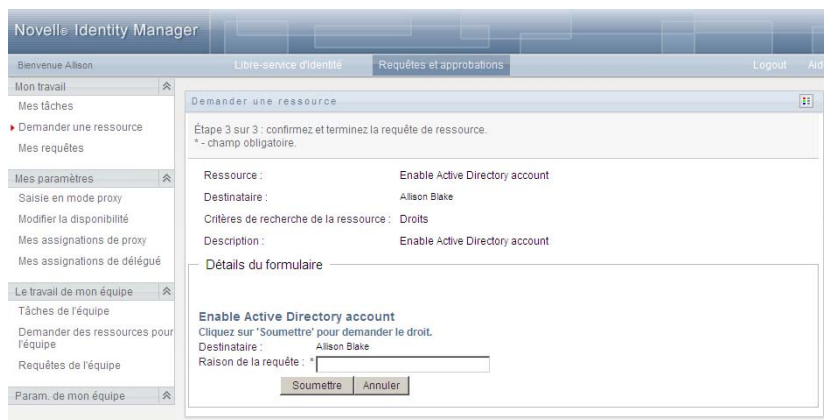 Novell® Identity Manager
Bienvenue Allison
Libre-service d'identité
Requêtes et approbations
Logout
Aid
Mon travail
Mes tâches
Demander une ressource
Mes requêtes
Mes paramètres
Saisie en mode proxy
Modifier la disponibilité
Mes assignations de proxy
Mes assignations de délégué
Le travail de mon équipe
Tâches de l'équipe
Demander des ressources pour
l'équipe
Requêtes de l'équipe
Param. de mon équipe
Demander une ressource
Étape 3 sur 3 : confirmez et terminez la requête de ressource.
* - champ obligatoire.
Ressource : Enable Active Directory account
Destinataire : Allison Blake
Critères de recherche de la ressource : Droits
Description : Enable Active Directory account
Détails du formulaire
Enable Active Directory account
Cliquez sur 'Soumettre' pour demander le droit.
Destinataire : Allison Blake
Raison de la requête : *
Soumettre
Annuler